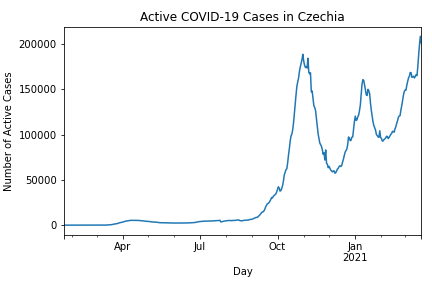 Active COVID-19 Cases in Czechia
Number of Active Cases
200000
150000
100000
50000
0
Apr
Jul
Oct
Jan
2021
Day